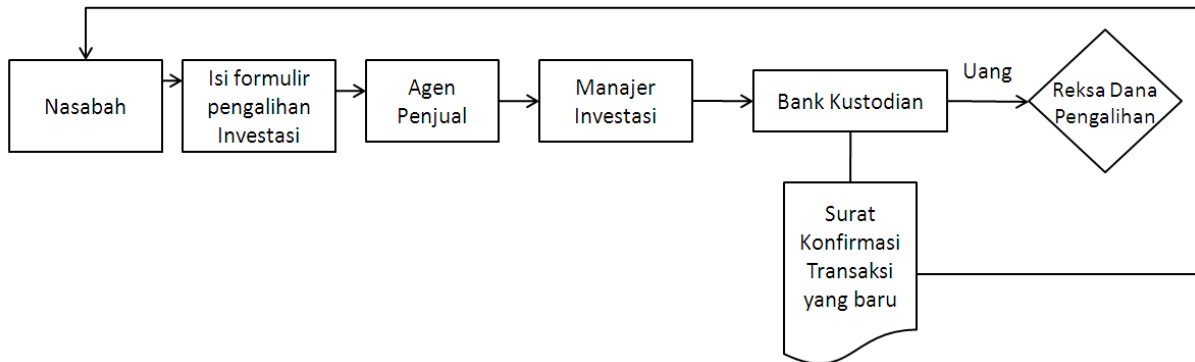 Nasabah
Isi formulir
pengalihan
Investasi
Agen
Penjual
Manajer
Investasi
Bank Kustodian
Uang
Reksa Dana
Pengalihan
Surat
Konfirmasi
Transaksi
yang baru